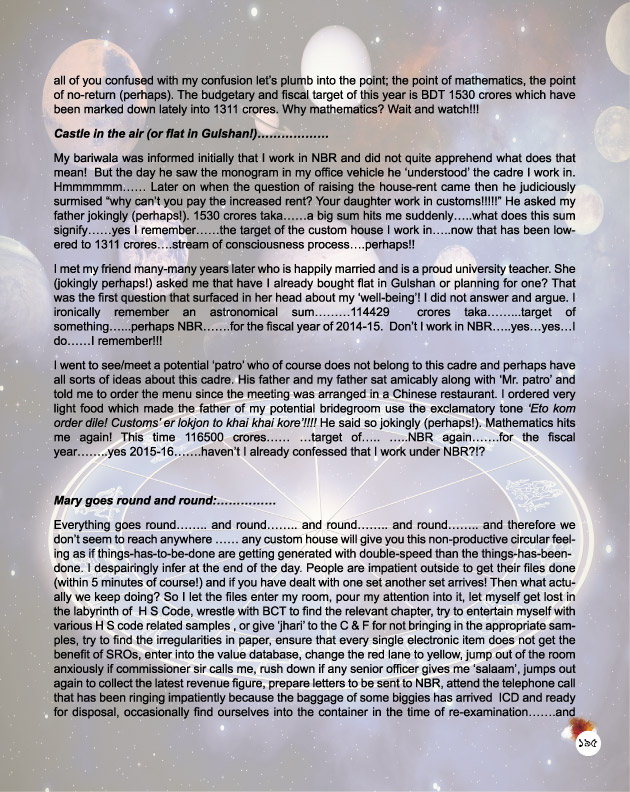 all of you confused with my confusion let's plumb into the point; the point of mathematics, the point
of no-return (perhaps). The budgetary and fiscal target of this year is BDT 1530 crores which have
been marked down lately into 1311 crores. Why mathematics? Wait and watch!!!
Castle in the air (or flat in Gulshan!)………………
My bariwala was informed initially that I work in NBR and did not quite apprehend what does that
mean! But the day he saw the monogram in my office vehicle he 'understood' the cadre I work in.
Hmmmmmm…… Later on when the question of raising the house-rent came then he judiciously
surmised "why can't you pay the increased rent? Your daughter work in customs!!!!!" He asked my
father jokingly (perhaps!). 1530 crores taka……a big sum hits me suddenly…..what does this sum
signify……yes I remember……the target of the custom house I work in…..now that has been low-
ered to 1311 crores….stream of consciousness process….perhaps!!
I met my friend many-many years later who is happily married and is a proud university teacher. She
(jokingly perhaps!) asked me that have I already bought flat in Gulshan or planning for one? That
was the first question that surfaced in her head about my 'well-being'! I did not answer and argue. I
ironically remember an astronomical sum………114429 crores taka……...target of
something…...perhaps NBR…….for the fiscal year of 2014-15. Don't I work in NBR…..yes…yes…I
do……I remember!!!
I went to see/meet a potential 'patro' who of course does not belong to this cadre and perhaps have
all sorts of ideas about this cadre. His father and my father sat amicably along with 'Mr. patro' and
told me to order the menu since the meeting was arranged in a Chinese restaurant. I ordered very
light food which made the father of my potential bridegroom use the exclamatory tone 'Eto kom
order dile! Customs' er lokjon to khai khai kore'!!!! He said so jokingly (perhaps!). Mathematics hits
me again! This time 116500 crores…… …target of….. …..NBR again…….for the fiscal
year……..yes 2015-16…….haven't I already confessed that I work under NBR?!?
Mary goes round and round:……………
Everything goes round…….. and round…….. and round…….. and round…….. and therefore we
don't seem to reach anywhere …… any custom house will give you this non-productive circular feel-
ing as if things-has-to-be-done are getting generated with double-speed than the things-has-been-
done. I despairingly infer at the end of the day. People are impatient outside to get their files done
(within 5 minutes of course!) and if you have dealt with one set another set arrives! Then what actu-
ally we keep doing? So I let the files enter my room, pour my attention into it, let myself get lost in
the labyrinth of H S Code, wrestle with BCT to find the relevant chapter, try to entertain myself with
various H S code related samples , or give 'jhari' to the C & F for not bringing in the appropriate sam-
ples, try to find the irregularities in paper, ensure that every single electronic item does not get the
benefit of SROs, enter into the value database, change the red lane to yellow, jump out of the room
anxiously if commissioner sir calls me, rush down if any senior officer gives me 'salaam', jumps out
again to collect the latest revenue figure, prepare letters to be sent to NBR, attend the telephone call
that has been ringing impatiently because the baggage of some biggies has arrived ICD and ready
for disposal, occasionally find ourselves into the container in the time of re-examination…….and
১৯৫